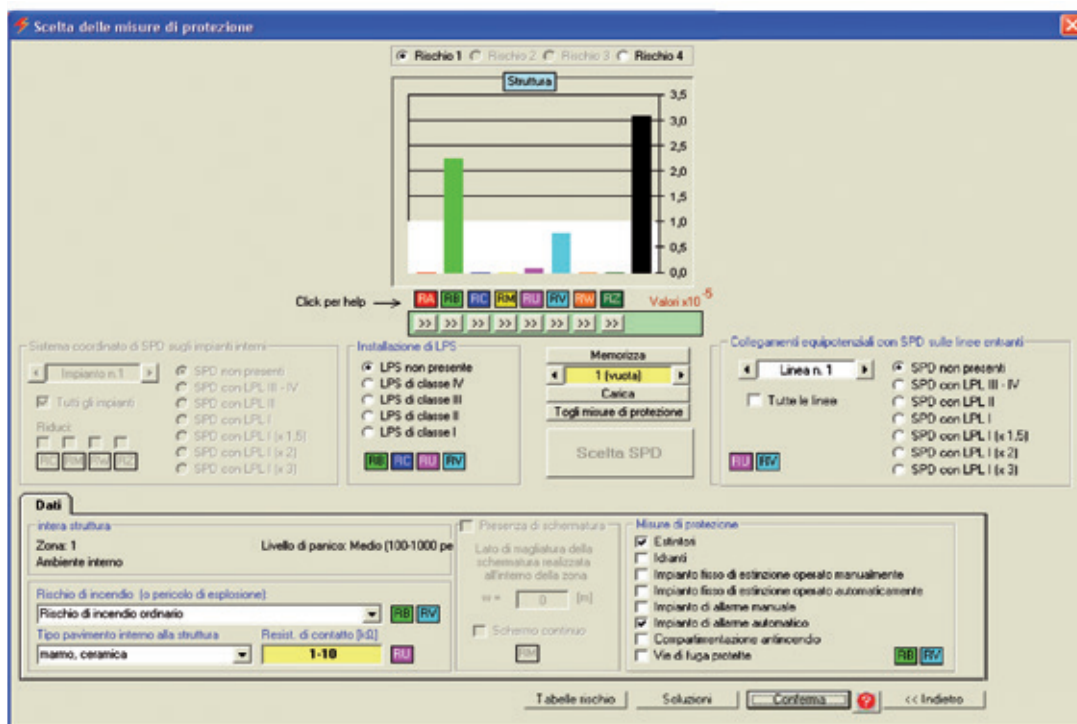 Scelta delle misure di protezione
Rischio 1 Rischio 2 Rischio 3 Rischio 4
Struttura
3,5
3,0
2,5
2,0
1,5
1,0
0,5
0,0
Click per help
RA RB RC RM RU RV RW RZ
Valori x10 -5
>> >> >> >> >> >> >> >>
Sistema coordinato di SPD sugli impianti interni
Impianto n.1
Tutti gli impianti
Riduci:
RC RM RW RZ
SPD non presenti
SPD con LPL III - IV
SPD con LPL II
SPD con LPL I
SPD con LPL I (x 1,5)
SPD con LPL I (x 2)
SPD con LPL I (x 3)
Installazione di LPS
LPS non presente
LPS di classe IV
LPS di classe III
LPS di classe II
LPS di classe I
RB RC RU RV
Memorizza
1 (vuota)
Carica
Togli misure di protezione
Scelta SPD
Collegamenti equipotenziali con SPD sulle linee entranti
Linea n. 1
Tutte le linee
RU RV
SPD non presenti
SPD con LPL III - IV
SPD con LPL II
SPD con LPL I
SPD con LPL I (x 1.5)
SPD con LPL I (x 2)
SPD con LPL I (x 3)
Dati
intera struttura
Zona: 1
Livello di panico: Medio (100-1000 pe
Ambiente interno
Rischio di incendio (o pericolo di esplosione)
Rischio di incendio ordinario
RB RV
Tipo pavimento interno alla struttura
Resist. di contatto [kΩ]
marmo, ceramica
1-10
RU
Presenza di schermatura
Lato di magliatura della
schermatura realizzata
all'interno della zona
w = 0 [m]
Schermo continuo
RM
Misure di protezione
Estintori
Idranti
Impianto fisso di estinzione operato manualmente
Impianto fisso di estinzione operato automaticamente
Impianto di allarme manuale
Impianto di allarme automatico
Compartimentazione antincendio
Vie di fuga protette
RB RV
Tabelle rischio
Soluzioni
Conferma
?
<< Indietro